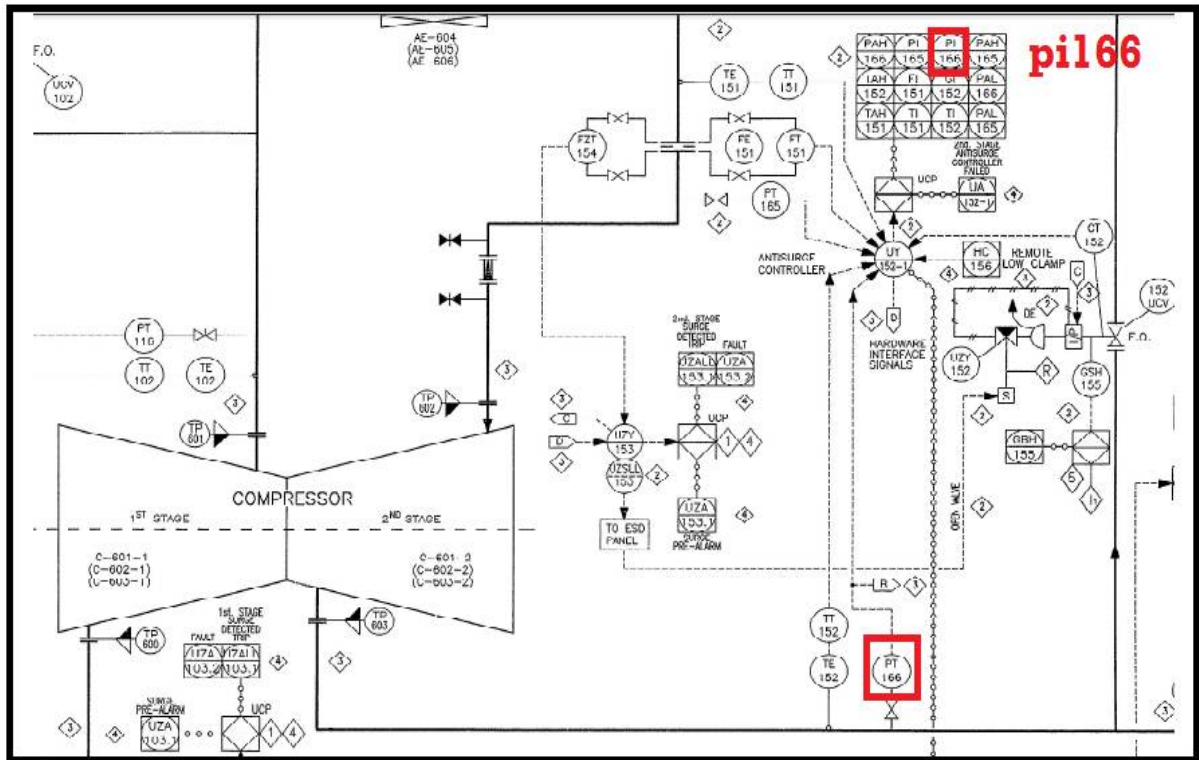 F.O.
UCV
102
AE-604
(AE-605)
(AE-606)
2
TE
151
TT
151
2
PAH
166
PI
165
PI
166
PAH
165
pi166
IAH
152
FI
151
152
PAL
166
TAH
151
TI
151
TI
152
PAL
165
FZT
154
FE
151
FT
151
PT
165
2
2nd. STAGE
ANTISURGE
CONTROLLER
FAILED
UCP
UA
152-1
4
2
ANTISURGE
CONTROLLER
UY
152-1
HC
156
REMOTE
LOW CLAMP
CT
152
4
3
C
3
152
UCV
3
D
HARDWARE
INTERFACE
SIGNALS
2
DE
I/P
F.O.
UZY
152
R
S
GSH
155
2
2
GBH
155
5
I1
PT
116
TT
102
TE
102
3
3
TP
601
TP
602
2nd. STAGE
SURGE
DETECTED
TRIP
FAULT
UZALL
153.1
UZA
153.2
4
UCP
3
C
D
3
UZY
153
UZSLL
153
2
1
4
UZA
153.1
4
SURGE
PRE-ALARM
TO ESD
PANEL
OPEN VALVE
2
COMPRESSOR
1ST STAGE
2ND STAGE
C-601-1
(C-602-1)
(C-603-1)
C-601-2
(C-602-2)
(C-603-2)
R
3
TP
600
TP
603
3
1st. STAGE
SURGE
DETECTED
TRIP
FAULT
UZA
103.2
103.1
4
TT
152
TE
152
PT
166
SURGE
PRE-ALARM
UZA
103.1
UCP
3
4
1
4
3